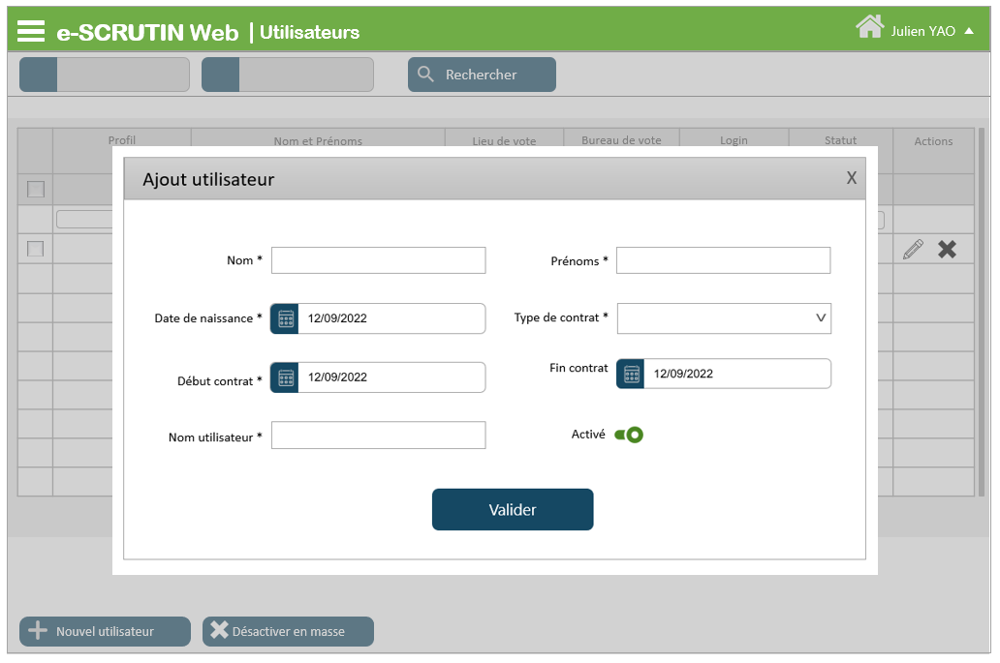 e-SCRUTIN Web | Utilisateurs
Julien YAO
Rechercher
Profil Nom et Prénoms Lieu de vote Bureau de vote Login Statut Actions
Ajout utilisateur X
Nom * Prénoms *
Date de naissance * 12/09/2022 Type de contrat *
Début contrat * 12/09/2022 Fin contrat 12/09/2022
Nom utilisateur * Activé
Valider
Nouvel utilisateur Désactiver en masse